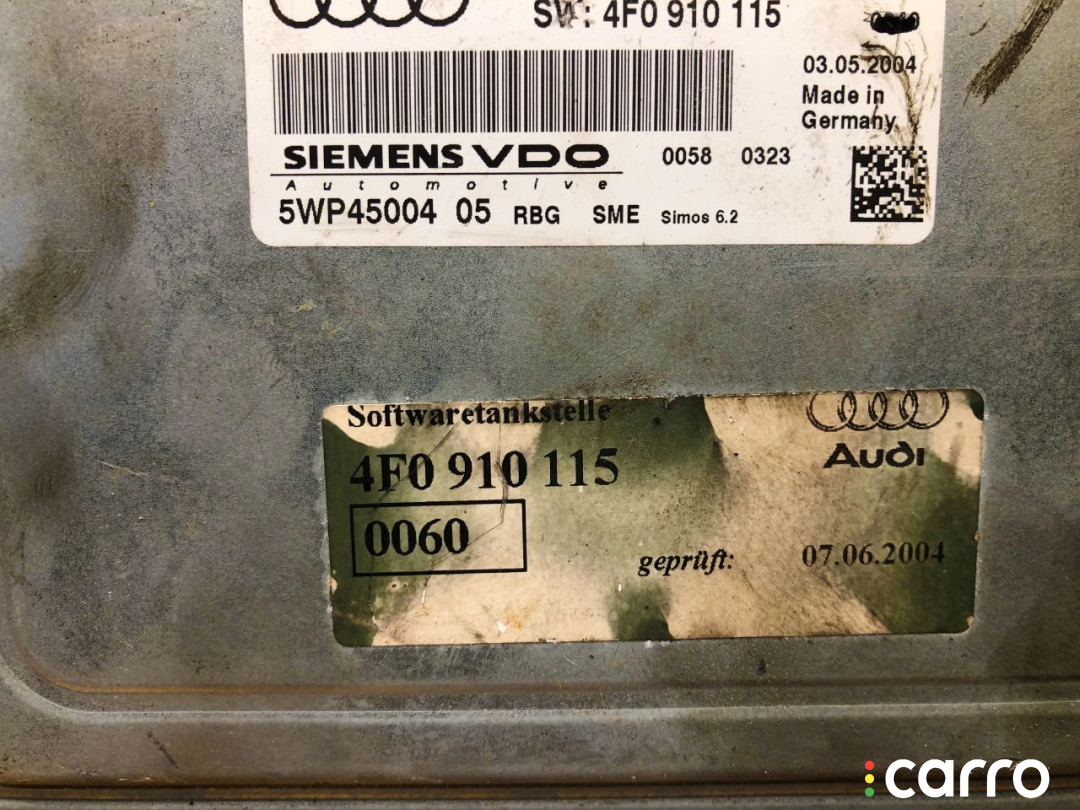 SW: 4F0 910 115
03.05.2004
Made in
Germany
SIEMENS VDO
0058 0323
Automotive
5WP45004 05 RBG SME Simos 6.2
Softwaretankstelle
Audi
4F0 910 115
0060
geprüft: 07.06.2004
carro